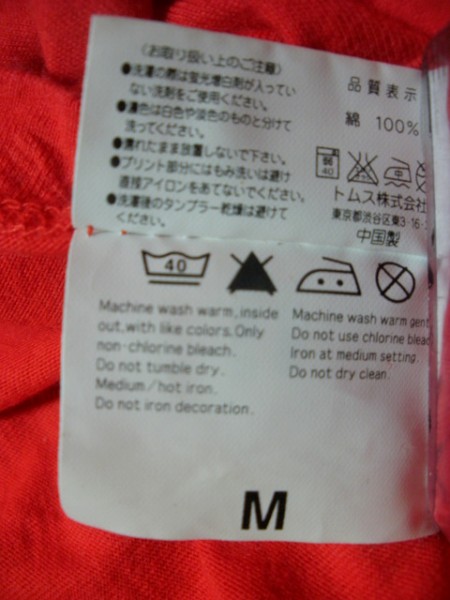 〈お取り扱い上のご注意〉
●洗濯の際は蛍光増白剤が入ってい
ない洗剤をご使用ください。
●濃色は白色や淡色のものと分けて
洗ってください。
●濡れたまま放置しないで下さい。
●プリント部分にはもみ洗いは避け
直接アイロンをあてないでください。
●洗濯後のタンブラー乾燥は避けて
ください。
品質表示
綿 100%
40
中
トムス株式会社
東京都渋谷区東3-16-
中国製
40
Machine wash warm, inside
out, with like colors. Only
non-chlorine bleach.
Do not tumble dry.
Medium/hot iron.
Do not iron decoration.
Machine wash warm gent
Do not use chlorine bleac
Iron at medium setting.
Do not dry clean.
M